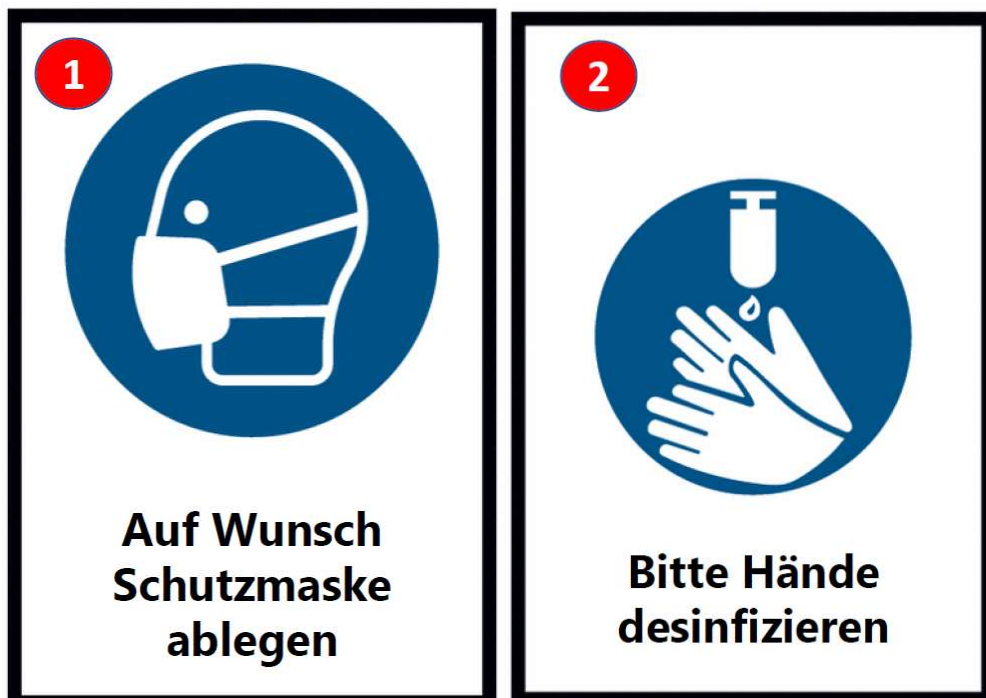 1
Auf Wunsch
Schutzmaske
ablegen
2
Bitte Hände
desinfizieren